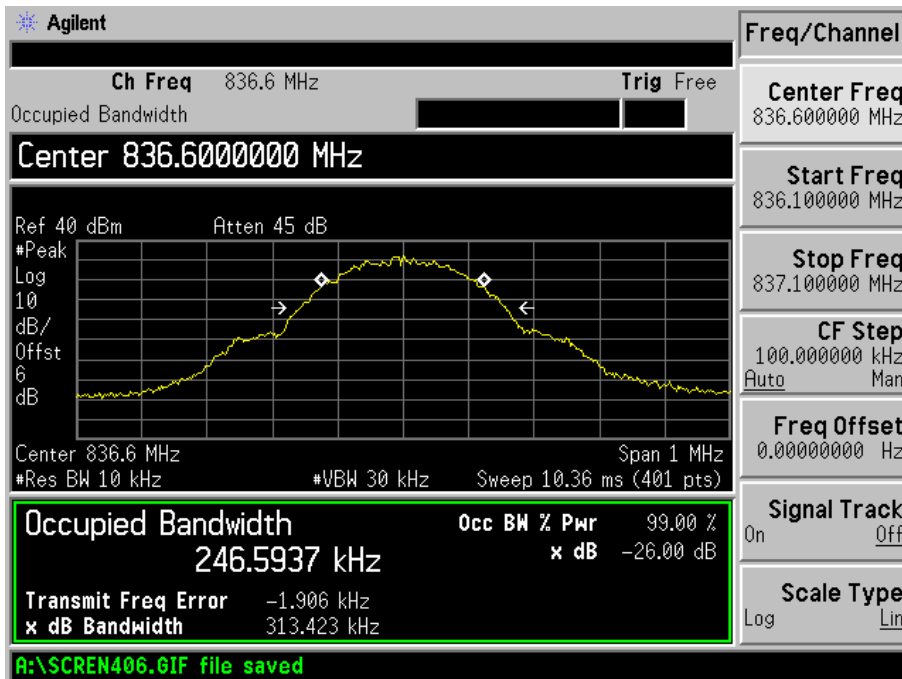 Agilent
Freq/Channel
Ch Freq 836.6 MHz Trig Free
Occupied Bandwidth
Center 836.6000000 MHz
Ref 40 dBm Atten 45 dB
#Peak
Log
10
dB/
Offst
6
dB
Center 836.6 MHz Span 1 MHz
#Res BW 10 kHz #VBW 30 kHz Sweep 10.36 ms (401 pts)
Occupied Bandwidth
246.5937 kHz
Occ BW % Pwr 99.00 %
x dB -26.00 dB
Transmit Freq Error -1.906 kHz
x dB Bandwidth 313.423 kHz
A:\SCREN406.GIF file saved
Center Freq
836.600000 MHz
Start Freq
836.100000 MHz
Stop Freq
837.100000 MHz
CF Step
100.000000 kHz
Auto Man
Freq Offset
0.00000000 Hz
Signal Track
On Off
Scale Type
Log Lin